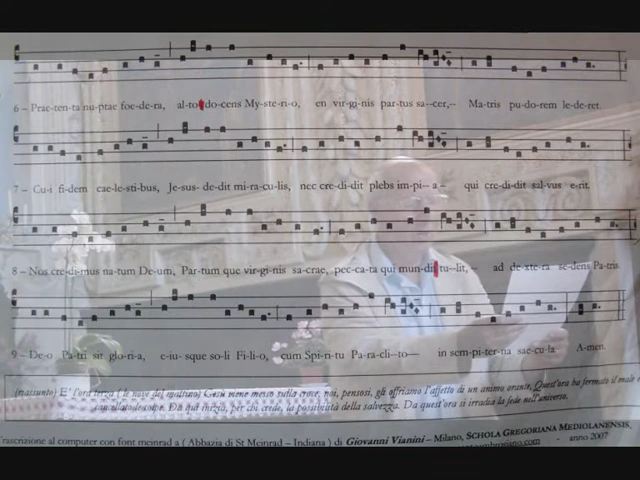 6 – Prae-ten-ta nu-ptae foe-de-ra, al-to do-cens My-ste-ri-o, en vir-gi-nis par-tus sa--cer,– Ma-tris pu-do-rem le-de-ret.
7 – Cu-i fi-dem cae-le-sti-bus, Je-sus- de-dit mi-ra-cu-lis, nec cre-di-dit plebs im-pi-- a – qui cre-di-dit sal-vus e-rit.
8 – Nos cre-di-mus na-tum De-um, Par-tum que vir-gi-nis sa-crae, pec-ca-ta qui mun-di tu--lit, – ad de-xte-ra se-dens Pa-tris
9 – De-o Pa-tri sit glo-ri-a, e-iu- sque so-li Fi-li-o, cum Spi-ri-tu Pa-ra-cli-to— in sem-pi-ter-na sae-cu-la A-men.
(riassunto) E' l'ora terza ( le nove del mattino) Gesù viene messo sulla croce, noi, pensosi, gli offriamo l'affetto di un animo orante, Quest'ora ha fermato il male
cancellato le colpe. Da qui inizia, per chi crede, la possibilità della salvezza. Da quest'ora si irradia la fede nell'universo.
Trascrizione al computer con font meinrad a ( Abbazia di St Meinrad – Indiana ) di Giovanni Vianini – Milano, SCHOLA GREGORIANA MEDIOLANENSIS,
- anno 2007